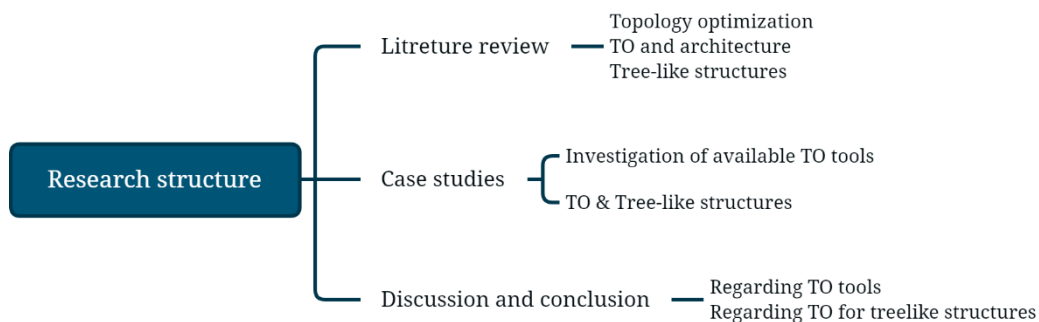 Research structure
Litreture review
Topology optimization
TO and architecture
Tree-like structures
Case studies
Investigation of available TO tools
TO & Tree-like structures
Discussion and conclusion
Regarding TO tools
Regarding TO for treelike structures